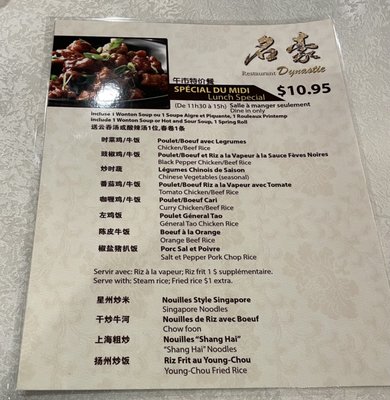 名豪
Restaurant Dynastie
午市特价餐
SPÉCIAL DU MIDI
Lunch Special
$10.95
(De 11h30 à 15h)
Salle à manger seulement
Dine in only
Inclure 1 Wonton Soup ou 1 Soupe Aigre et Piquante, 1 Rouleaux Printemp
Include 1 Wonton Soup or Hot and Sour Soup, 1 Spring Roll
送云吞汤或酸辣汤1位,春卷1条
时菜鸡/牛饭 Poulet/Boeuf avec Legumes
Chicken/Beef Rice
豉椒鸡/牛饭 Poulet/Boeuf et Riz a la Vapeur à la Sauce Fèves Noires
Black Pepper Chicken/Beef Rice
炒时蔬 Légumes Chinois de Saison
Chinese Vegetables (seasonal)
番茄鸡/牛饭 Poulet/Boeuf Riz a la Vapeur avec Tomate
Tomato Chicken/Beef Rice
咖喱鸡/牛饭 Poulet/Boeuf Cari
Curry Chicken/Beef Rice
左鸡饭 Poulet Géneral Tao
Géneral Tao Chicken Rice
陈皮牛饭 Boeuf à la Orange
Orange Beef Rice
椒盐猪扒饭 Porc Sal et Poivre
Salt et Pepper Pork Chop Rice
Servir avec: Riz à la vapeur; Riz frit 1 $ supplémentaire.
Serve with: Steam rice; Fried rice $1 extra.
星州炒米 Nouilles Style Singapore
Singapore Noodles
干炒牛河 Nouilles de Riz avec Boeuf
Chow foon
上海粗炒 Nouilles "Shang Hai"
"Shang Hai" Noodles
扬州炒饭 Riz Frit au Young-Chou
Young-Chou Fried Rice